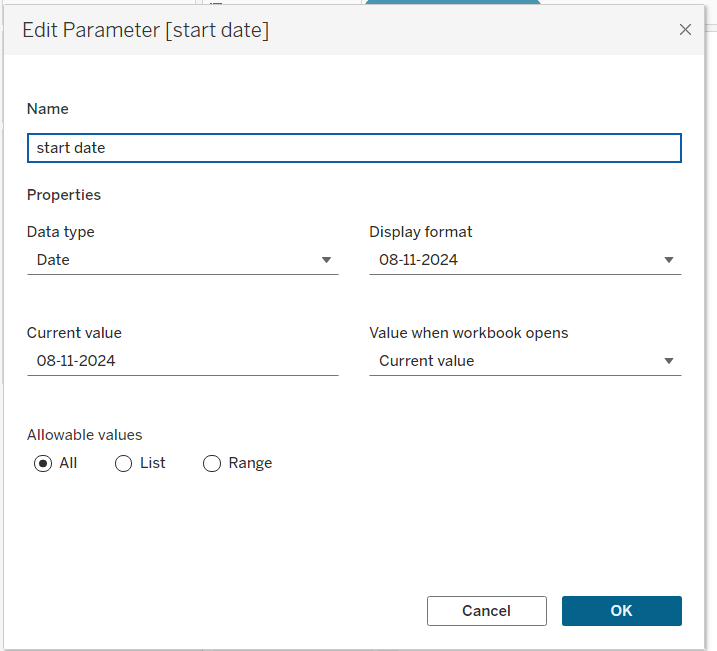 Edit Parameter [start date]
Name
start date
Properties
Data type
Display format
Date
08-11-2024
Current value
Value when workbook opens
08-11-2024
Current value
Allowable values
All
List
Range
Cancel
OK